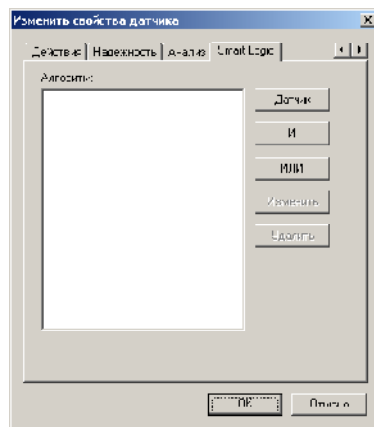 Изменить свойства датчика
Действия Надежность Анализ Smart Logic
Алгоритм:
Датчик
И
ИЛИ
Изменить
Удалить
OK
Отмена